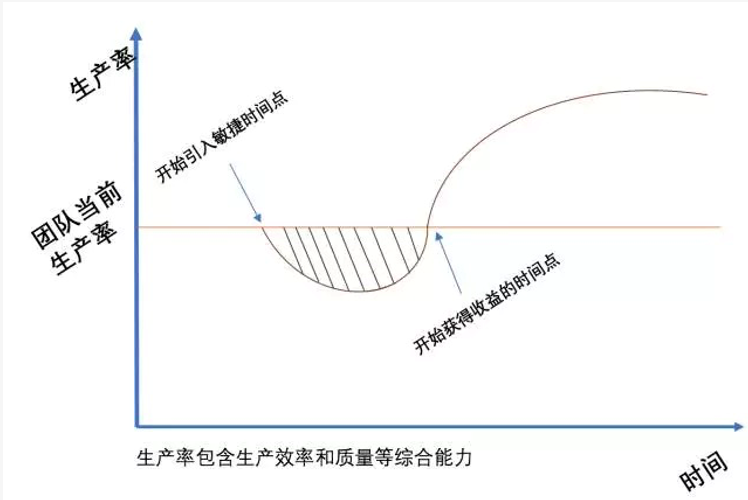 生产率
开始引入敏捷时间点
团队当前
生产率
开始获得收益的时间点
生产率包含生产效率和质量等综合能力
时间